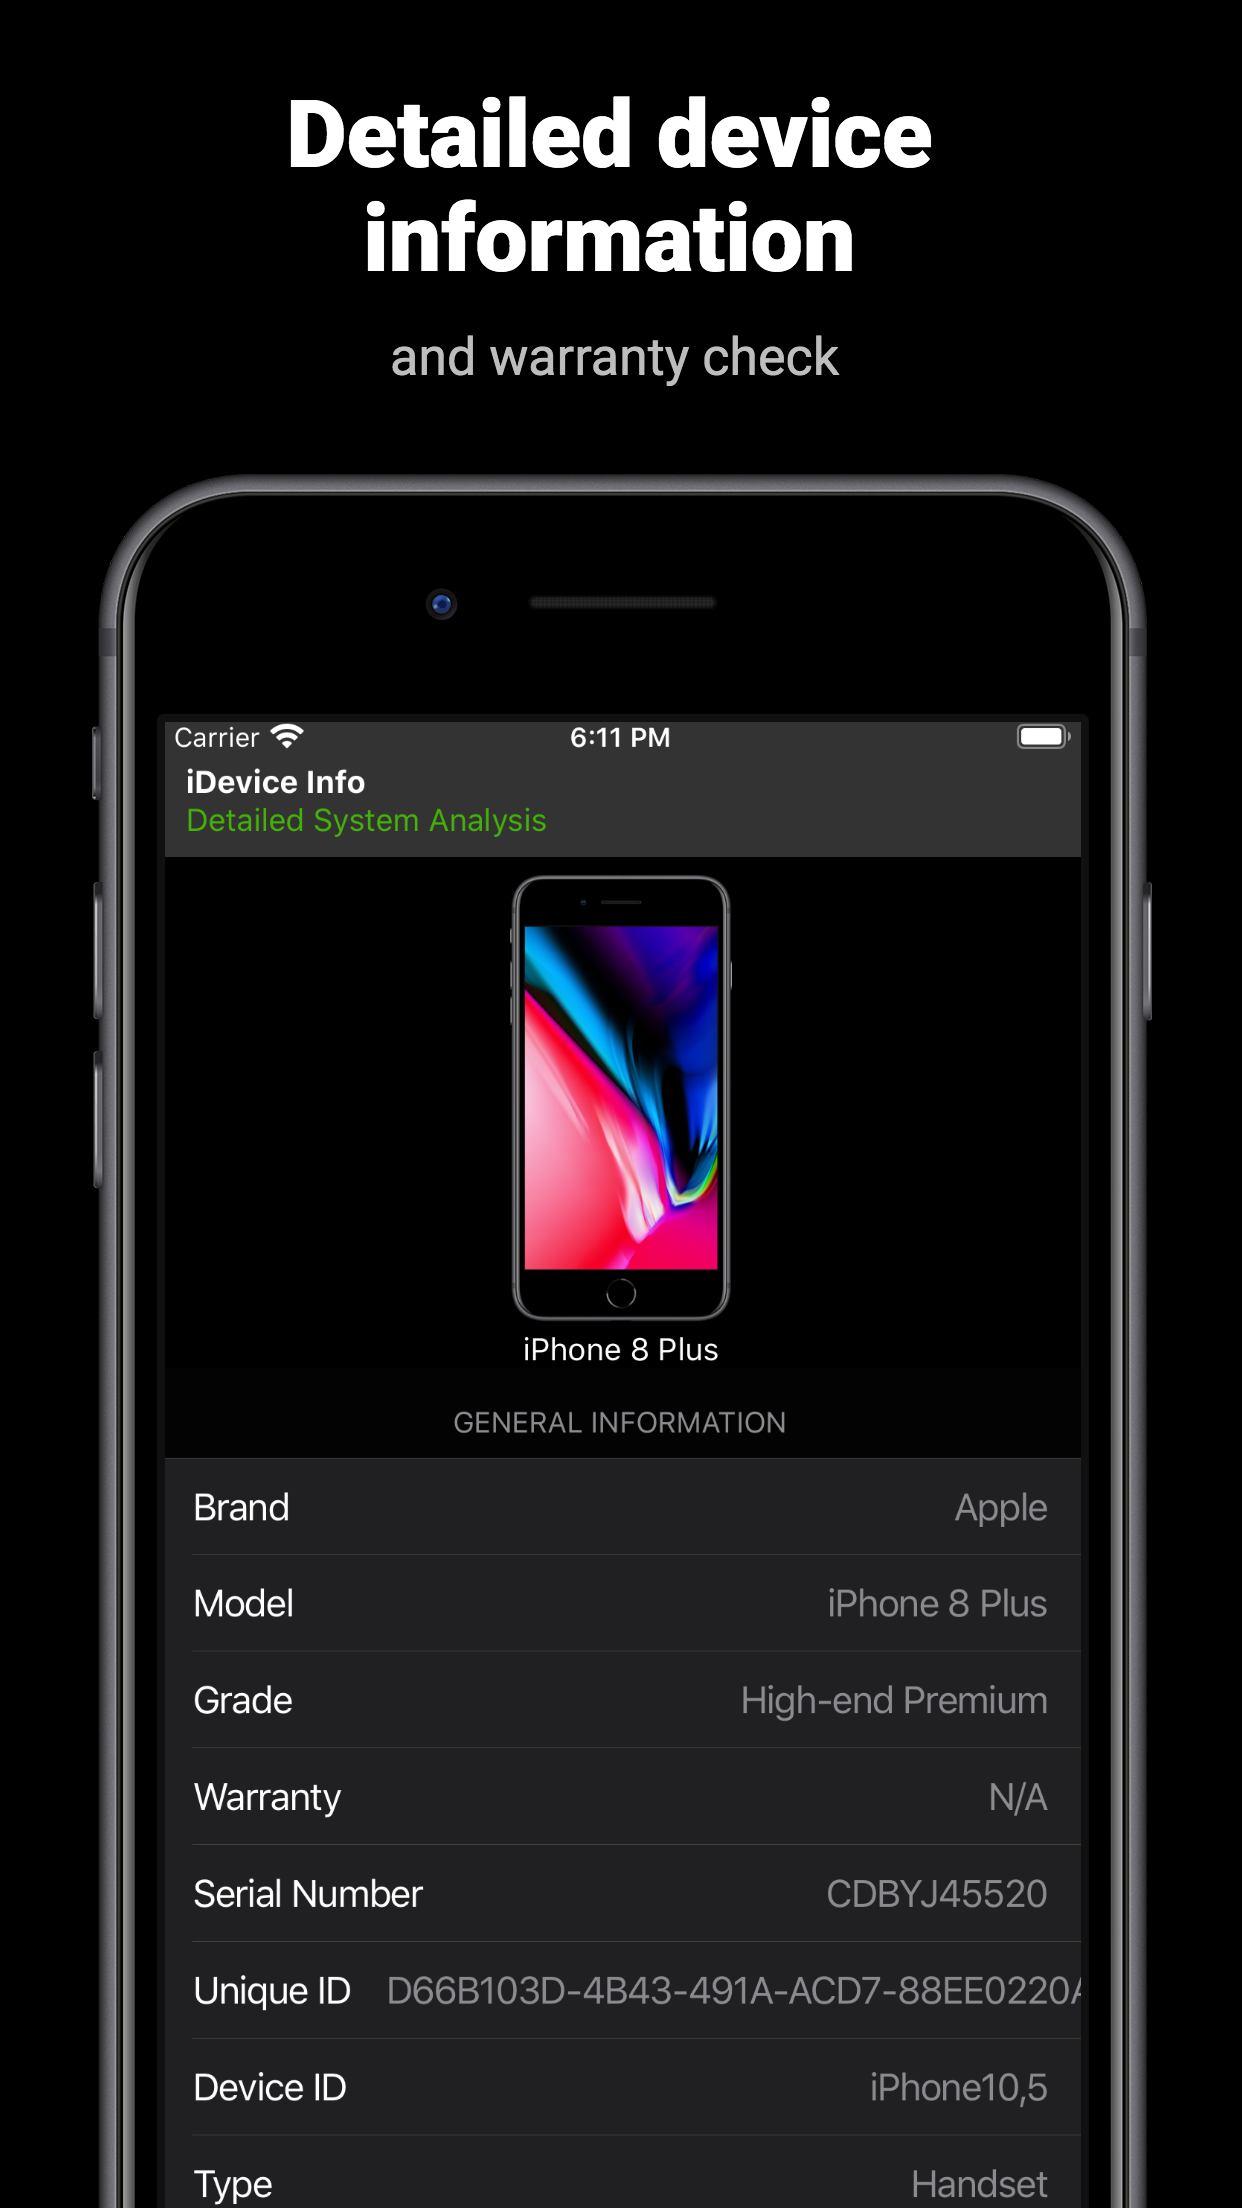 Detailed device
information
and warranty check
Carrier 6:11 PM
iDevice Info
Detailed System Analysis
iPhone 8 Plus
GENERAL INFORMATION
Brand Apple
Model iPhone 8 Plus
Grade High-end Premium
Warranty N/A
Serial Number CDBYJ45520
Unique ID D66B103D-4B43-491A-ACD7-88EE0220A
Device ID iPhone10,5
Type Handset